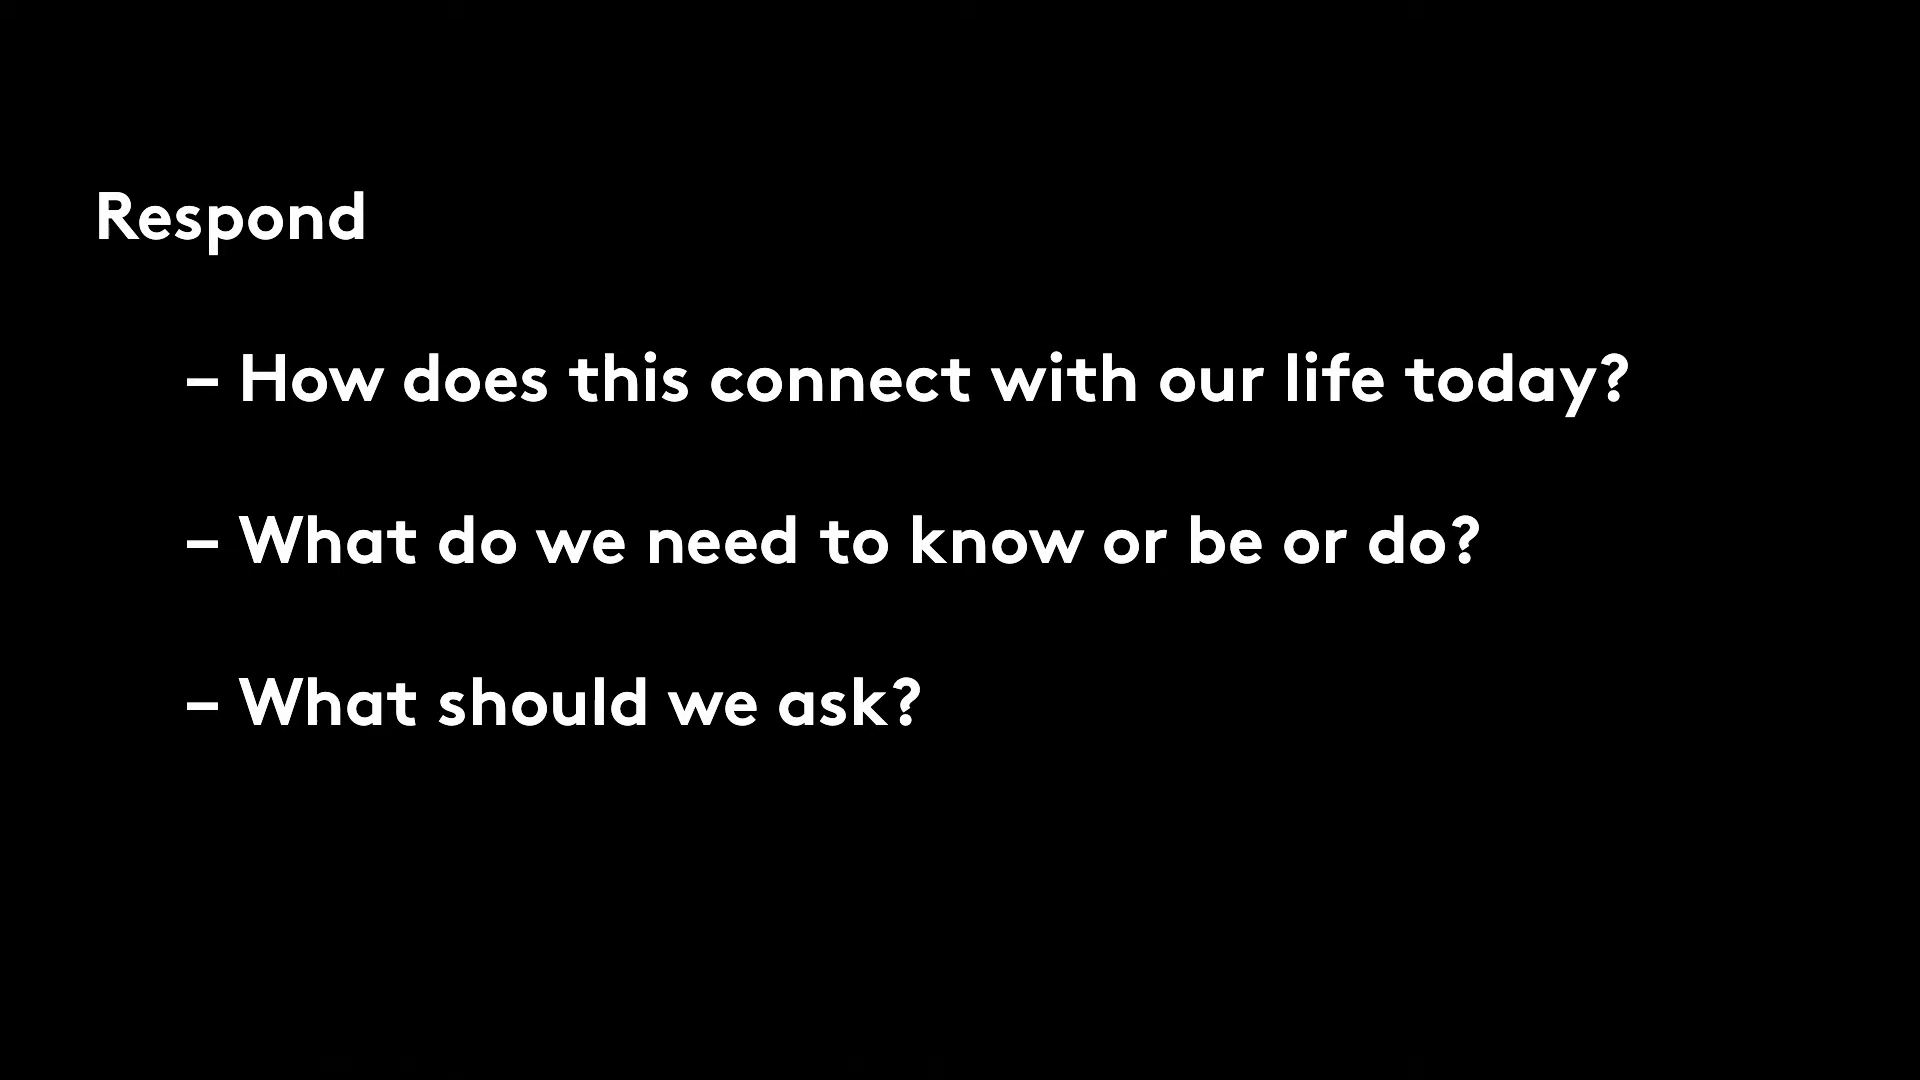 Respond
– How does this connect with our life today?
– What do we need to know or be or do?
– What should we ask?